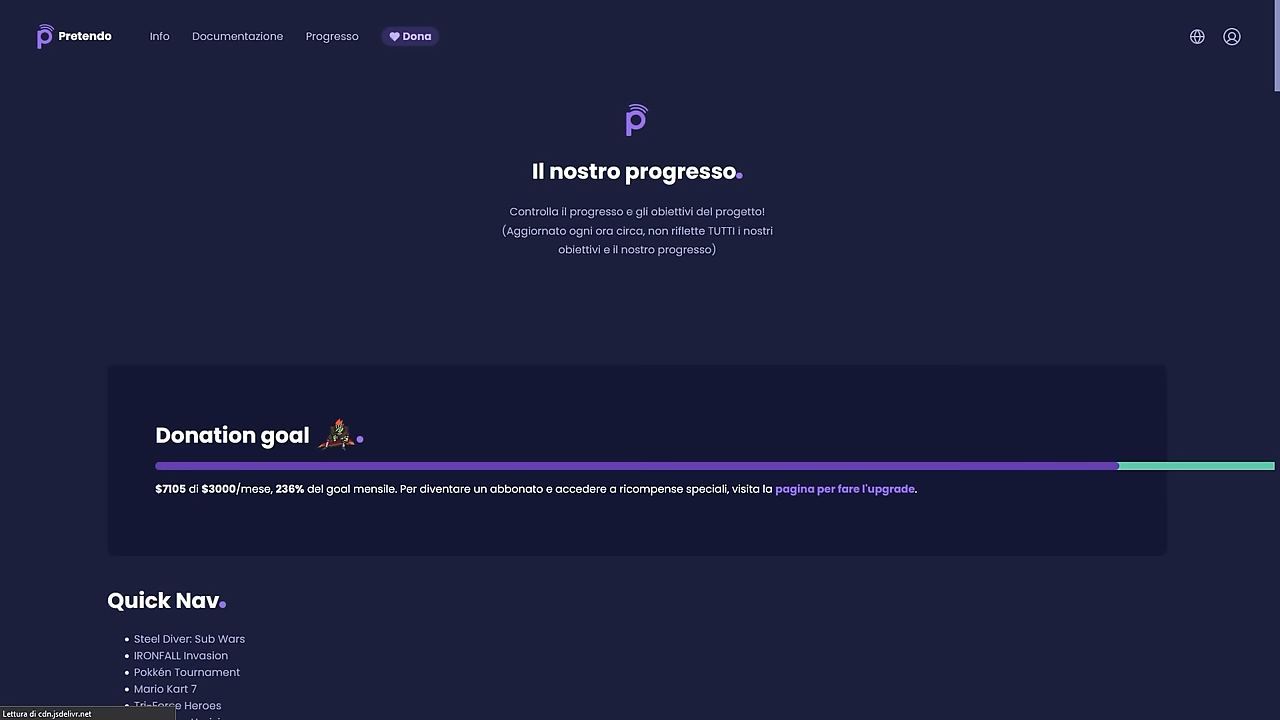 Pretendo
Info
Documentazione
Progresso
Dona
Il nostro progresso.
Controlla il progresso e gli obiettivi del progetto!
(Aggiornato ogni ora circa, non riflette TUTTI i nostri
obiettivi e il nostro progresso)
Donation goal
$7105 di $3000/mese, 236% del goal mensile. Per diventare un abbonato e accedere a ricompense speciali, visita la pagina per fare l'upgrade.
Quick Nav.
Steel Diver: Sub Wars
IRONFALL Invasion
Pokkén Tournament
Mario Kart 7
Tri-Force Heroes
Lettura di cdn.jsdelivr.net